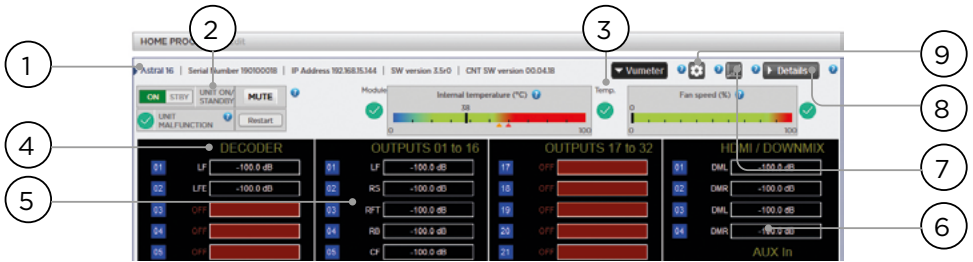 2
3
HOME PRO
9
1
Astral 16 | Serial Number 190100018 | IP Address 192.168.15.144 | SW version 3.5r0 | CNT SW version 00.04.18
Vumeter ? ? ? Details
ON STBY UNIT ON/ STANDBY MUTE ? Module Internal temperature (°C) ? Temp. Fan speed (%) ?
8
38 0
UNIT MALFUNCTION ? Restart
0 100 0 100
4
DECODER OUTPUTS 01 to 16 OUTPUTS 17 to 32 HDMI / DOWNMIX
7
01 LF -100.0 dB 01 LF -100.0 dB 17 OFF 01 DML -100.0 dB
02 LFE -100.0 dB 02 RS -100.0 dB 18 OFF 02 DMR -100.0 dB
5
03 OFF 03 RFT -100.0 dB 19 OFF 03 DML -100.0 dB
04 OFF 04 RB -100.0 dB 20 OFF 04 DMR -100.0 dB
6
05 OFF 05 CF -100.0 dB 21 OFF AUX In